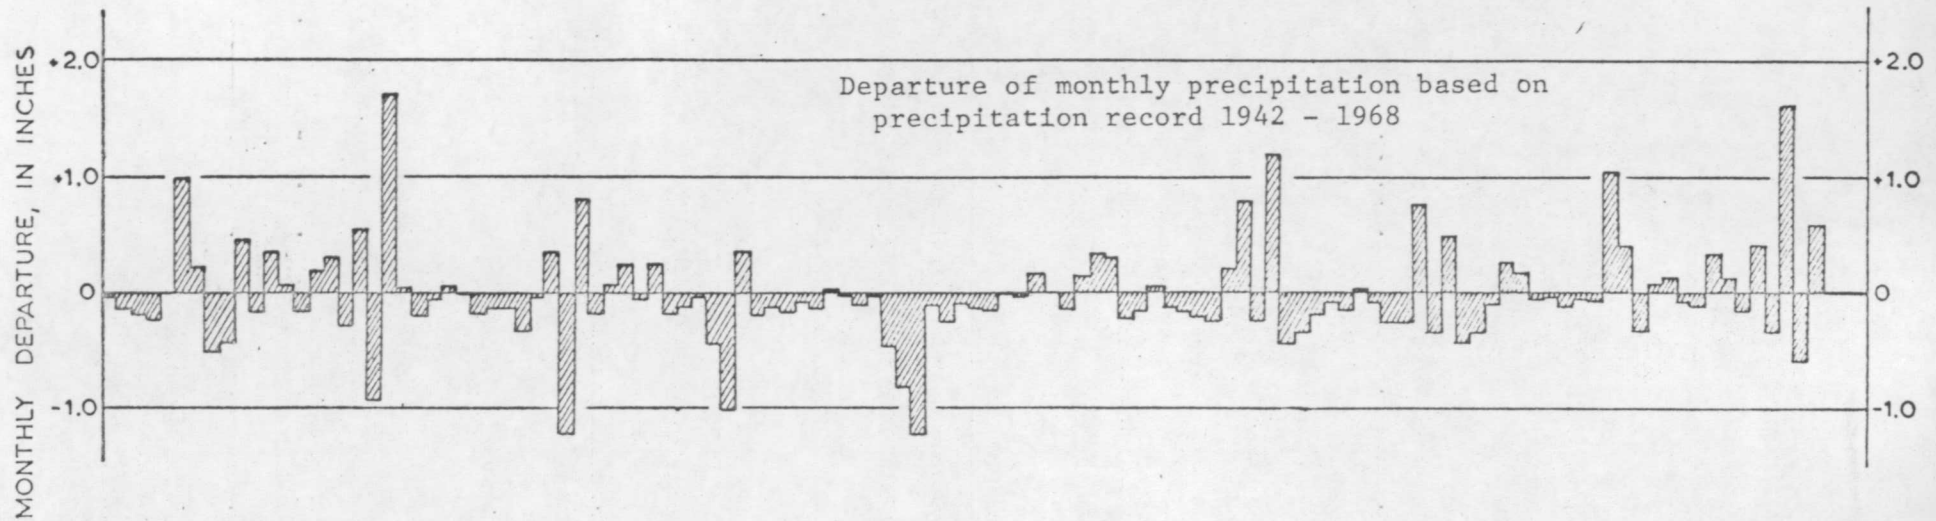 MONTHLY DEPARTURE, IN INCHES
+2.0
+1.0
0
-1.0
Departure of monthly precipitation based on
precipitation record 1942 - 1968
+2.0
+1.0
0
-1.0